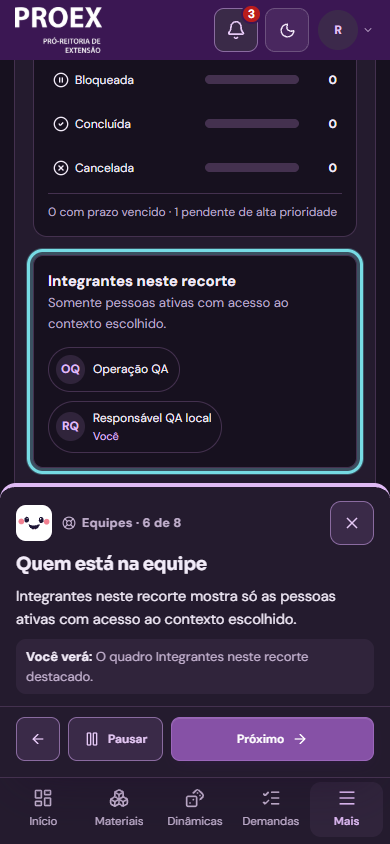 PROEX
PRÓ-REITORIA DE
EXTENSÃO
3
R
Bloqueada 0
Concluída 0
Cancelada 0
0 com prazo vencido · 1 pendente de alta prioridade
Integrantes neste recorte
Somente pessoas ativas com acesso ao
contexto escolhido.
OQ Operação QA
RQ Responsável QA local
Você
Equipes · 6 de 8
Quem está na equipe
Integrantes neste recorte mostra só as pessoas
ativas com acesso ao contexto escolhido.
Você verá: O quadro Integrantes neste recorte
destacado.
Pausar
Próximo
Início Materiais Dinâmicas Demandas Mais